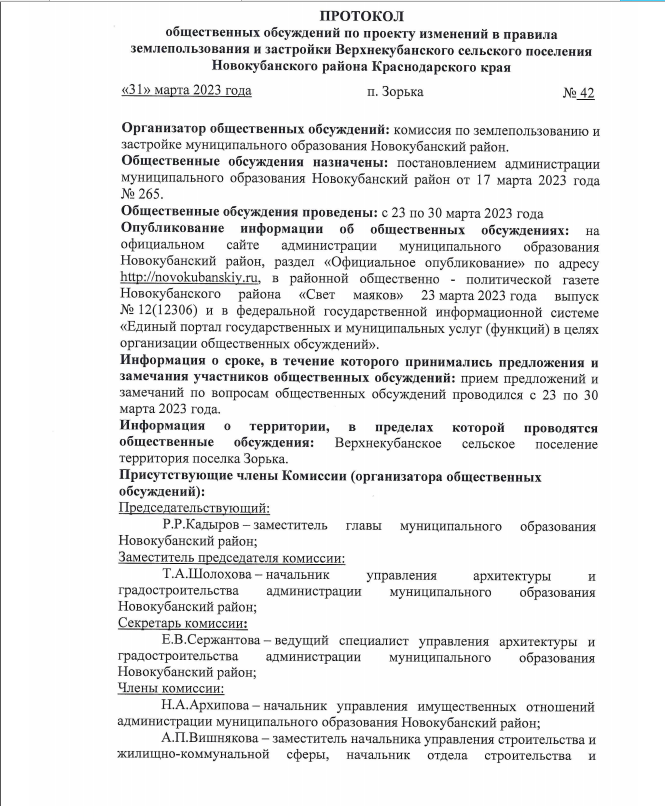 ПРОТОКОЛ
общественных обсуждений по проекту изменений в правила
землепользования и застройки Верхнекубанского сельского поселения
Новокубанского района Краснодарского края
«31» марта 2023 года п. Зорька № 42
Организатор общественных обсуждений: комиссия по землепользованию и
застройке муниципального образования Новокубанский район.
Общественные обсуждения назначены: постановлением администрации
муниципального образования Новокубанский район от 17 марта 2023 года
№ 265.
Общественные обсуждения проведены: с 23 по 30 марта 2023 года
Опубликование информации об общественных обсуждениях: на
официальном сайте администрации муниципального образования
Новокубанский район, раздел «Официальное опубликование» по адресу
http://novokubanskiy.ru, в районной общественно - политической газете
Новокубанского района «Свет маяков» 23 марта 2023 года выпуск
№ 12(12306) и в федеральной государственной информационной системе
«Единый портал государственных и муниципальных услуг (функций) в целях
организации общественных обсуждений».
Информация о сроке, в течение которого принимались предложения и
замечания участников общественных обсуждений: прием предложений и
замечаний по вопросам общественных обсуждений проводился с 23 по 30
марта 2023 года.
Информация о территории, в пределах которой проводятся
общественные обсуждения: Верхнекубанское сельское поселение
территория поселка Зорька.
Присутствующие члены Комиссии (организатора общественных
обсуждений):
Председательствующий:
Р.Р.Кадыров – заместитель главы муниципального образования
Новокубанский район;
Заместитель председателя комиссии:
Т.А.Шолохова – начальник управления архитектуры и
градостроительства администрации муниципального образования
Новокубанский район;
Секретарь комиссии:
Е.В.Сержантова – ведущий специалист управления архитектуры и
градостроительства администрации муниципального образования
Новокубанский район;
Члены комиссии:
Н.А.Архипова – начальник управления имущественных отношений
администрации муниципального образования Новокубанский район;
А.П.Вишнякова – заместитель начальника управления строительства и
жилищно-коммунальной сферы, начальник отдела строительства и